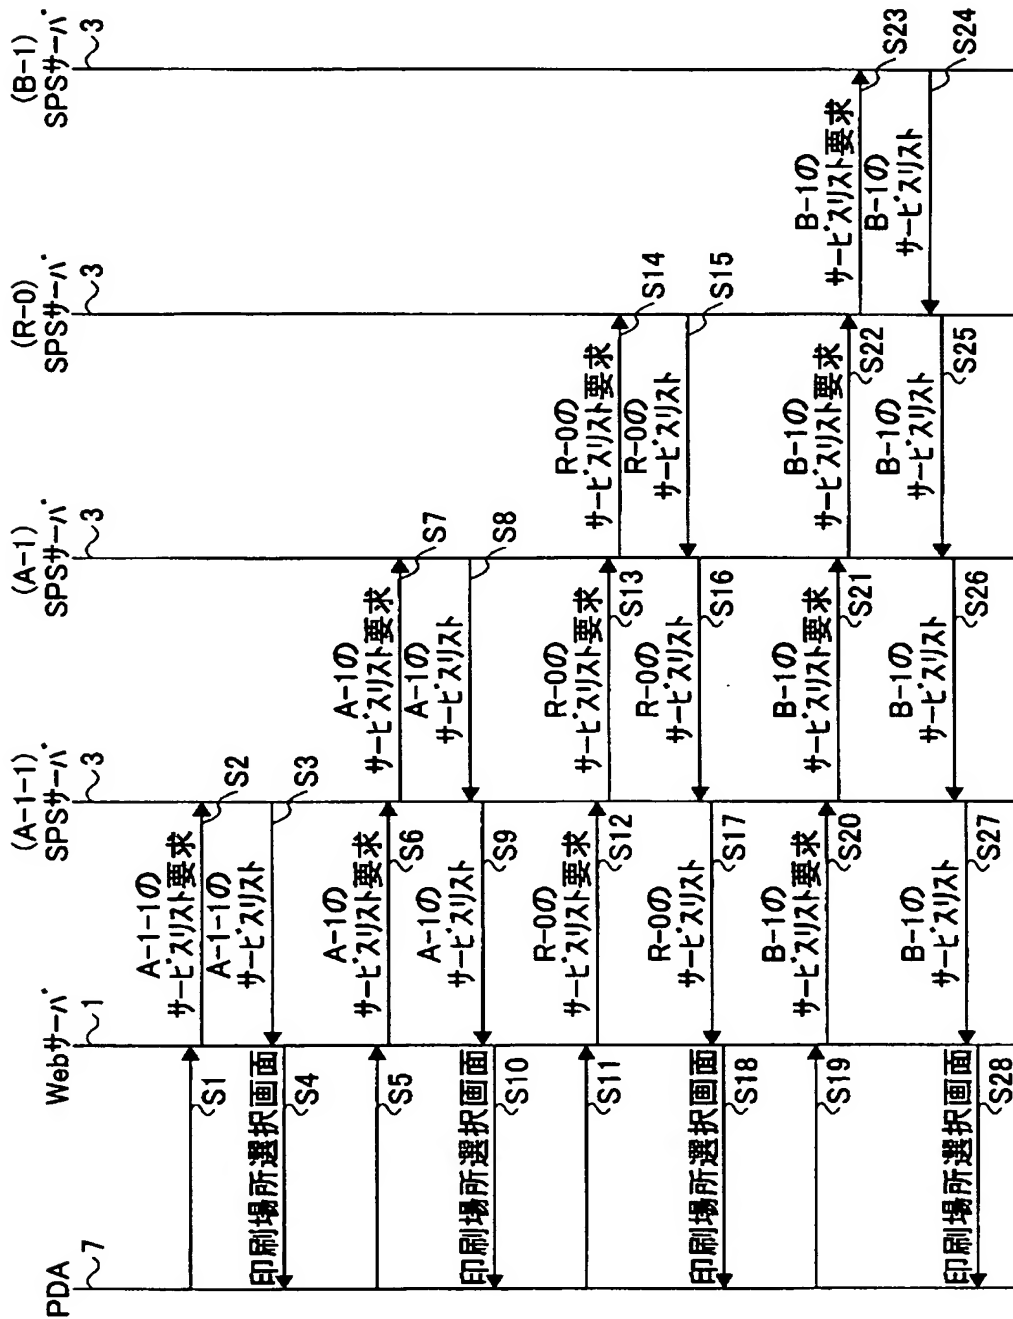 PDA
7
Webサーバ
1
(A-1-1)
SPSサーバ
3
(A-1)
SPSサーバ
3
(R-0)
SPSサーバ
3
(B-1)
SPSサーバ
3
S1
A-1-1の
サービスリスト要求
S2
A-1-1の
サービスリスト
S3
印刷場所選択画面
S4
S5
A-1の
サービスリスト要求
S6
A-1の
サービスリスト要求
S7
A-1の
サービスリスト
S8
A-1の
サービスリスト
S9
印刷場所選択画面
S10
S11
R-0の
サービスリスト要求
S12
R-0の
サービスリスト要求
S13
R-0の
サービスリスト要求
S14
R-0の
サービスリスト
S15
R-0の
サービスリスト
S16
R-0の
サービスリスト
S17
印刷場所選択画面
S18
S19
B-1の
サービスリスト要求
S20
B-1の
サービスリスト要求
S21
B-1の
サービスリスト要求
S22
B-1の
サービスリスト要求
S23
B-1の
サービスリスト
S24
B-1の
サービスリスト
S25
B-1の
サービスリスト
S26
B-1の
サービスリスト
S27
印刷場所選択画面
S28